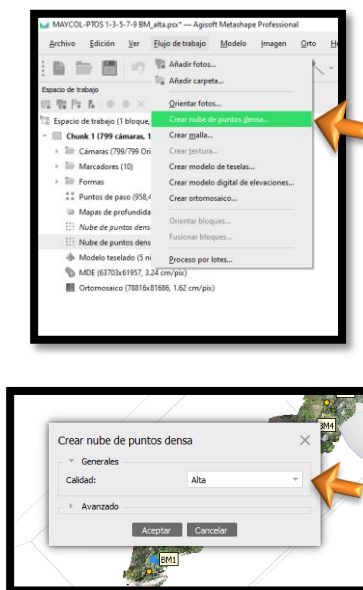 MAYCOL-PTOS 1-3-5-7-9 BM_alta.psx* — Agisoft Metashape Professional
Archivo Edición Ver Flujo de trabajo Modelo Imagen Orto
Añadir fotos...
Añadir carpeta...
Espacio de trabajo
Orientar fotos...
Espacio de trabajo (1 bloque,
Crear nube de puntos densa...
Chunk 1 (799 cámaras, 1
Crear malla...
Cámaras (799/799 Ori
Crear textura...
Marcadores (10)
Crear modelo de teselas...
Formas
Crear modelo digital de elevaciones...
Puntos de paso (958,4
Crear ortomosaico...
Mapas de profundida
Orientar bloques...
Nube de puntos dens
Fusionar bloques...
Nube de puntos dens
Modelo teselado (5 ni
Proceso por lotes...
MDE (63703x61957, 3.24 cm/pix)
Ortomosaico (78816x81686, 1.62 cm/pix)
BM4
Crear nube de puntos densa
Generales
Calidad: Alta
Avanzado
Aceptar Cancelar
BM1